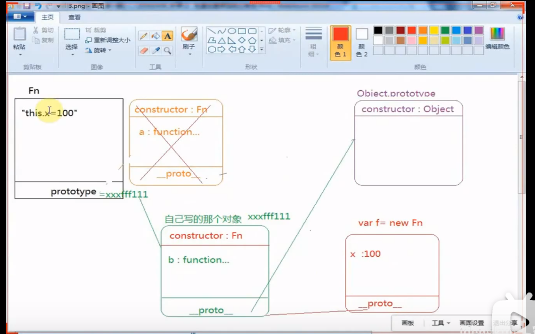 3.png - 画图
主页
查看
粘贴
剪切
复制
剪贴板
选择
裁剪
重新调整大小
旋转
图像
A
工具
刷子
形状
轮廓
填充
粗细
颜色 1
颜色 2
编辑颜色
颜色
Fn
"this.x=100"
prototype
=xxxfff111
constructor : Fn
a : function...
__proto__
Object.prototype
constructor : Object
自己写的那个对象
xxxfff111
constructor : Fn
b : function...
__proto__
var f= new Fn
x :100
__proto__
画板
工具
画面设置